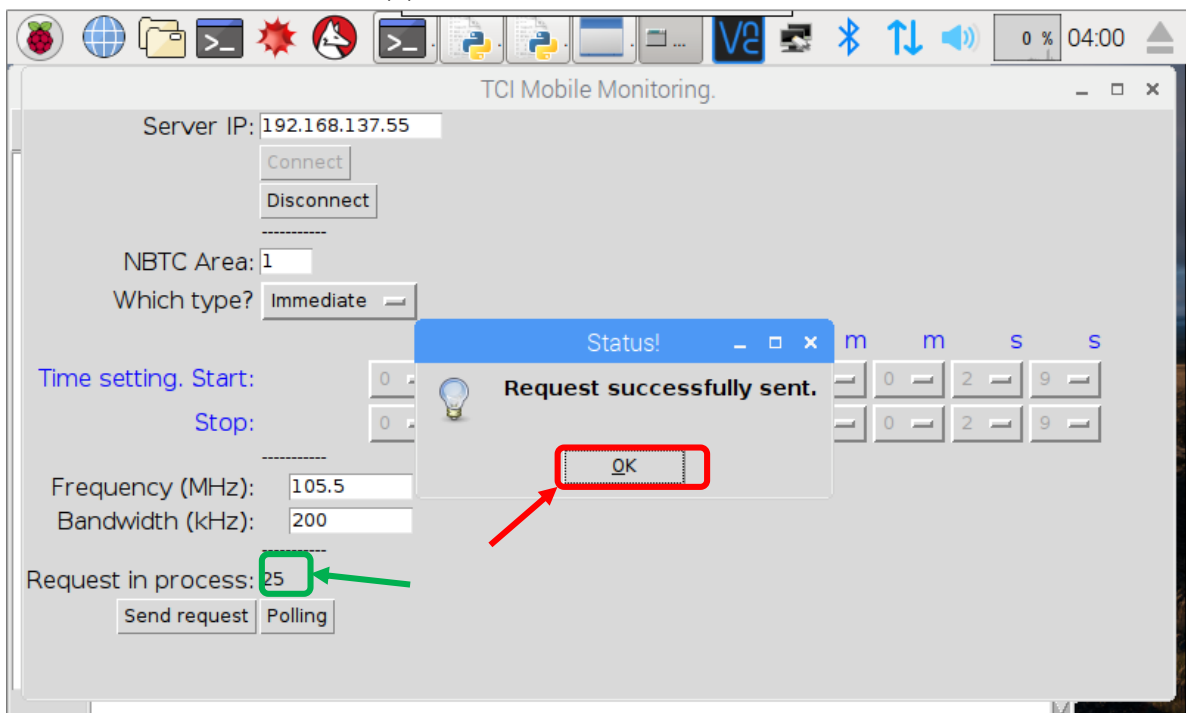 0 % 04:00
TCI Mobile Monitoring.
Server IP: 192.168.137.55
Connect
Disconnect
-----------
NBTC Area: 1
Which type? Immediate
Status!
m m s s
Time setting. Start: 0 0 2 9
Request successfully sent.
Stop: 0 0 2 9
-----------
OK
Frequency (MHz): 105.5
Bandwidth (kHz): 200
-----------
Request in process: 25
Send request Polling